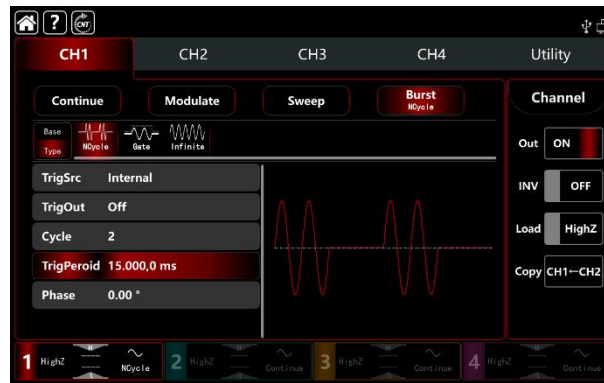 ? CNT
CH1 CH2 CH3 CH4 Utility
Continue Modulate Sweep Burst
NCycle
Channel
Base
Type
NCycle Gate Infinite
Out ON
TrigSrc Internal
INV OFF
TrigOut Off
Load HighZ
Cycle 2
TrigPeroid 15.000,0 ms
Copy CH1←CH2
Phase 0.00 °
1 HighZ NCycle 2 HighZ Continue 3 HighZ Continue 4 HighZ Continue